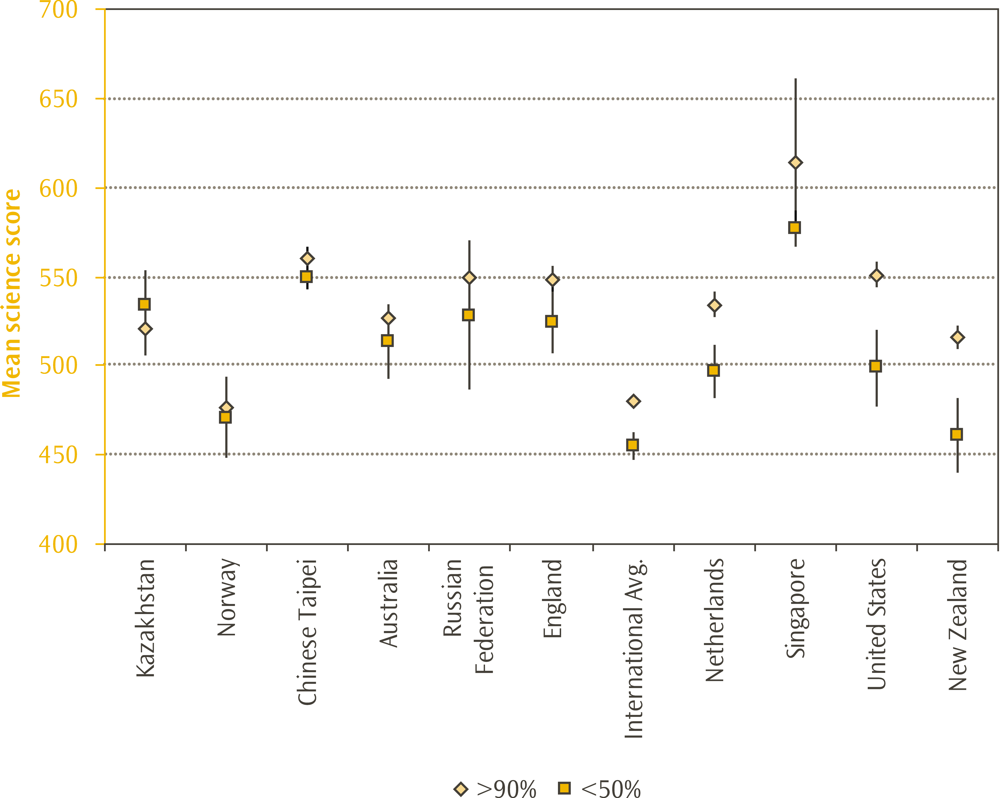 Mean science score
700
650
600
550
500
450
400
Kazakhstan
Norway
Chinese Taipei
Australia
Russian
Federation
England
International Avg.
Netherlands
Singapore
United States
New Zealand
>90% <50%